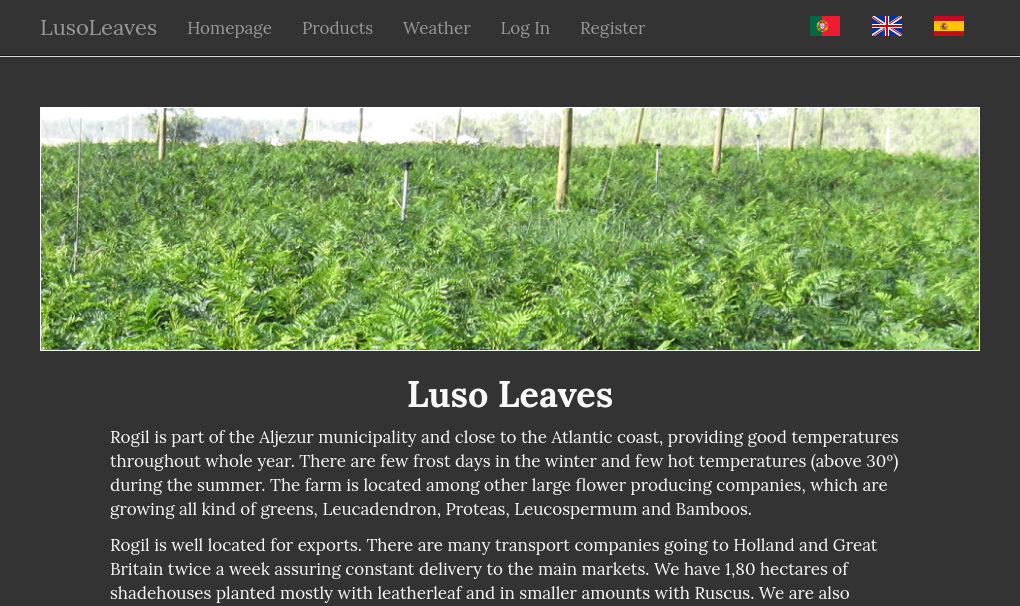 LusoLeaves Homepage Products Weather Log In Register
Luso Leaves
Rogil is part of the Aljezur municipality and close to the Atlantic coast, providing good temperatures
throughout whole year. There are few frost days in the winter and few hot temperatures (above 30º)
during the summer. The farm is located among other large flower producing companies, which are
growing all kind of greens, Leucadendron, Proteas, Leucospermum and Bamboos.
Rogil is well located for exports. There are many transport companies going to Holland and Great
Britain twice a week assuring constant delivery to the main markets. We have 1,80 hectares of
shadehouses planted mostly with leatherleaf and in smaller amounts with Ruscus. We are also